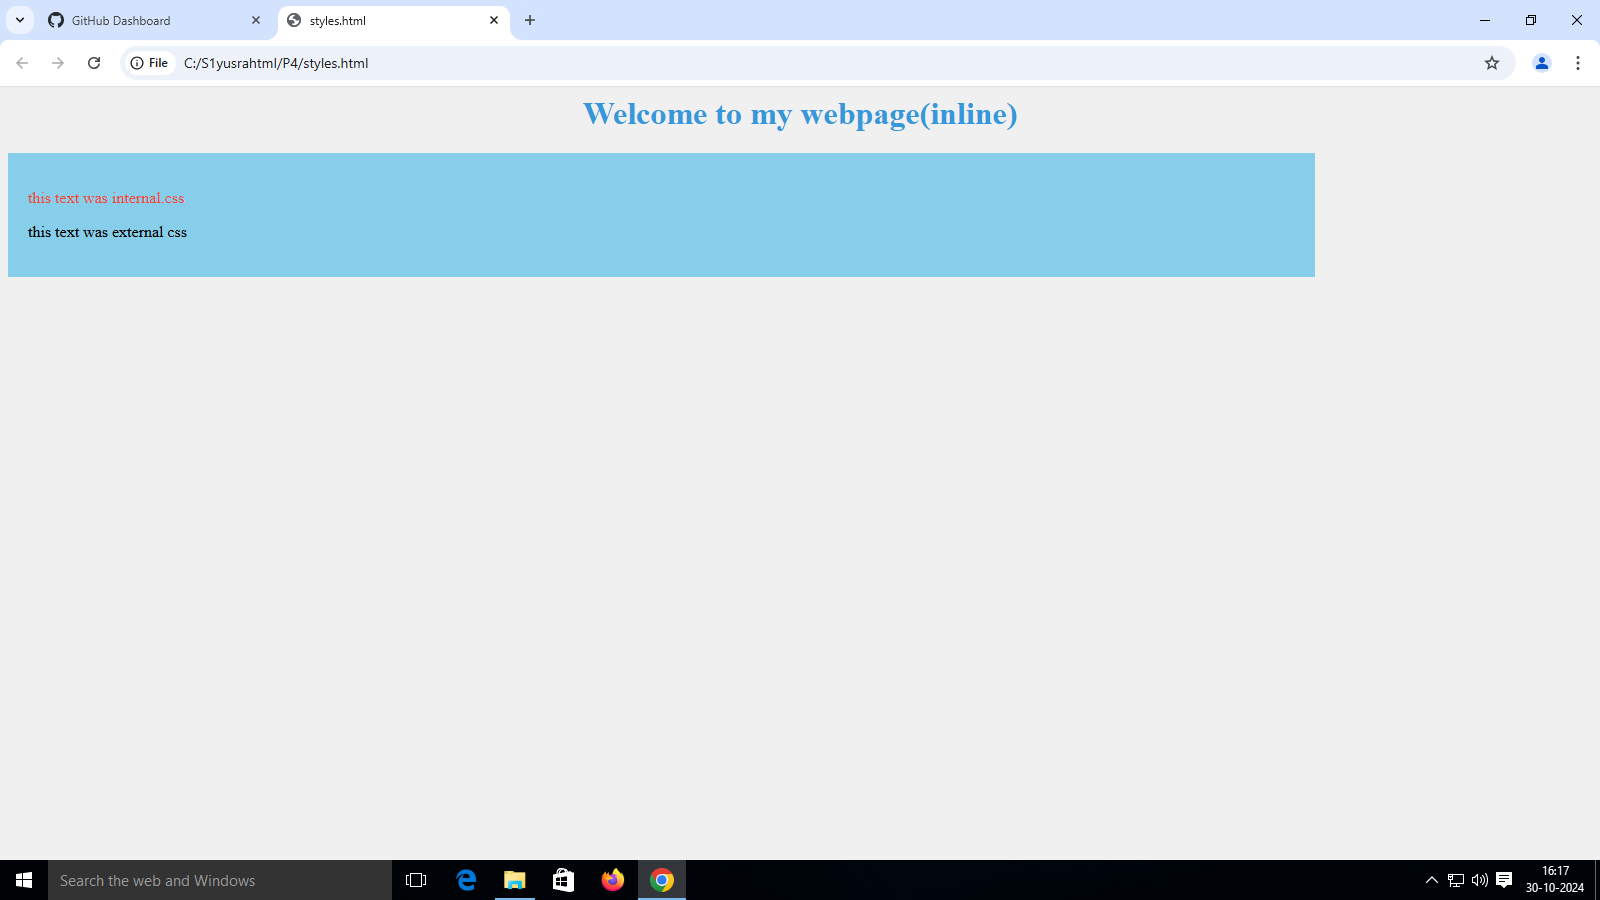 GitHub Dashboard
styles.html
File
C:/S1yusrahtml/P4/styles.html
Welcome to my webpage(inline)
this text was internal.css
this text was external css
Search the web and Windows
16:17
30-10-2024